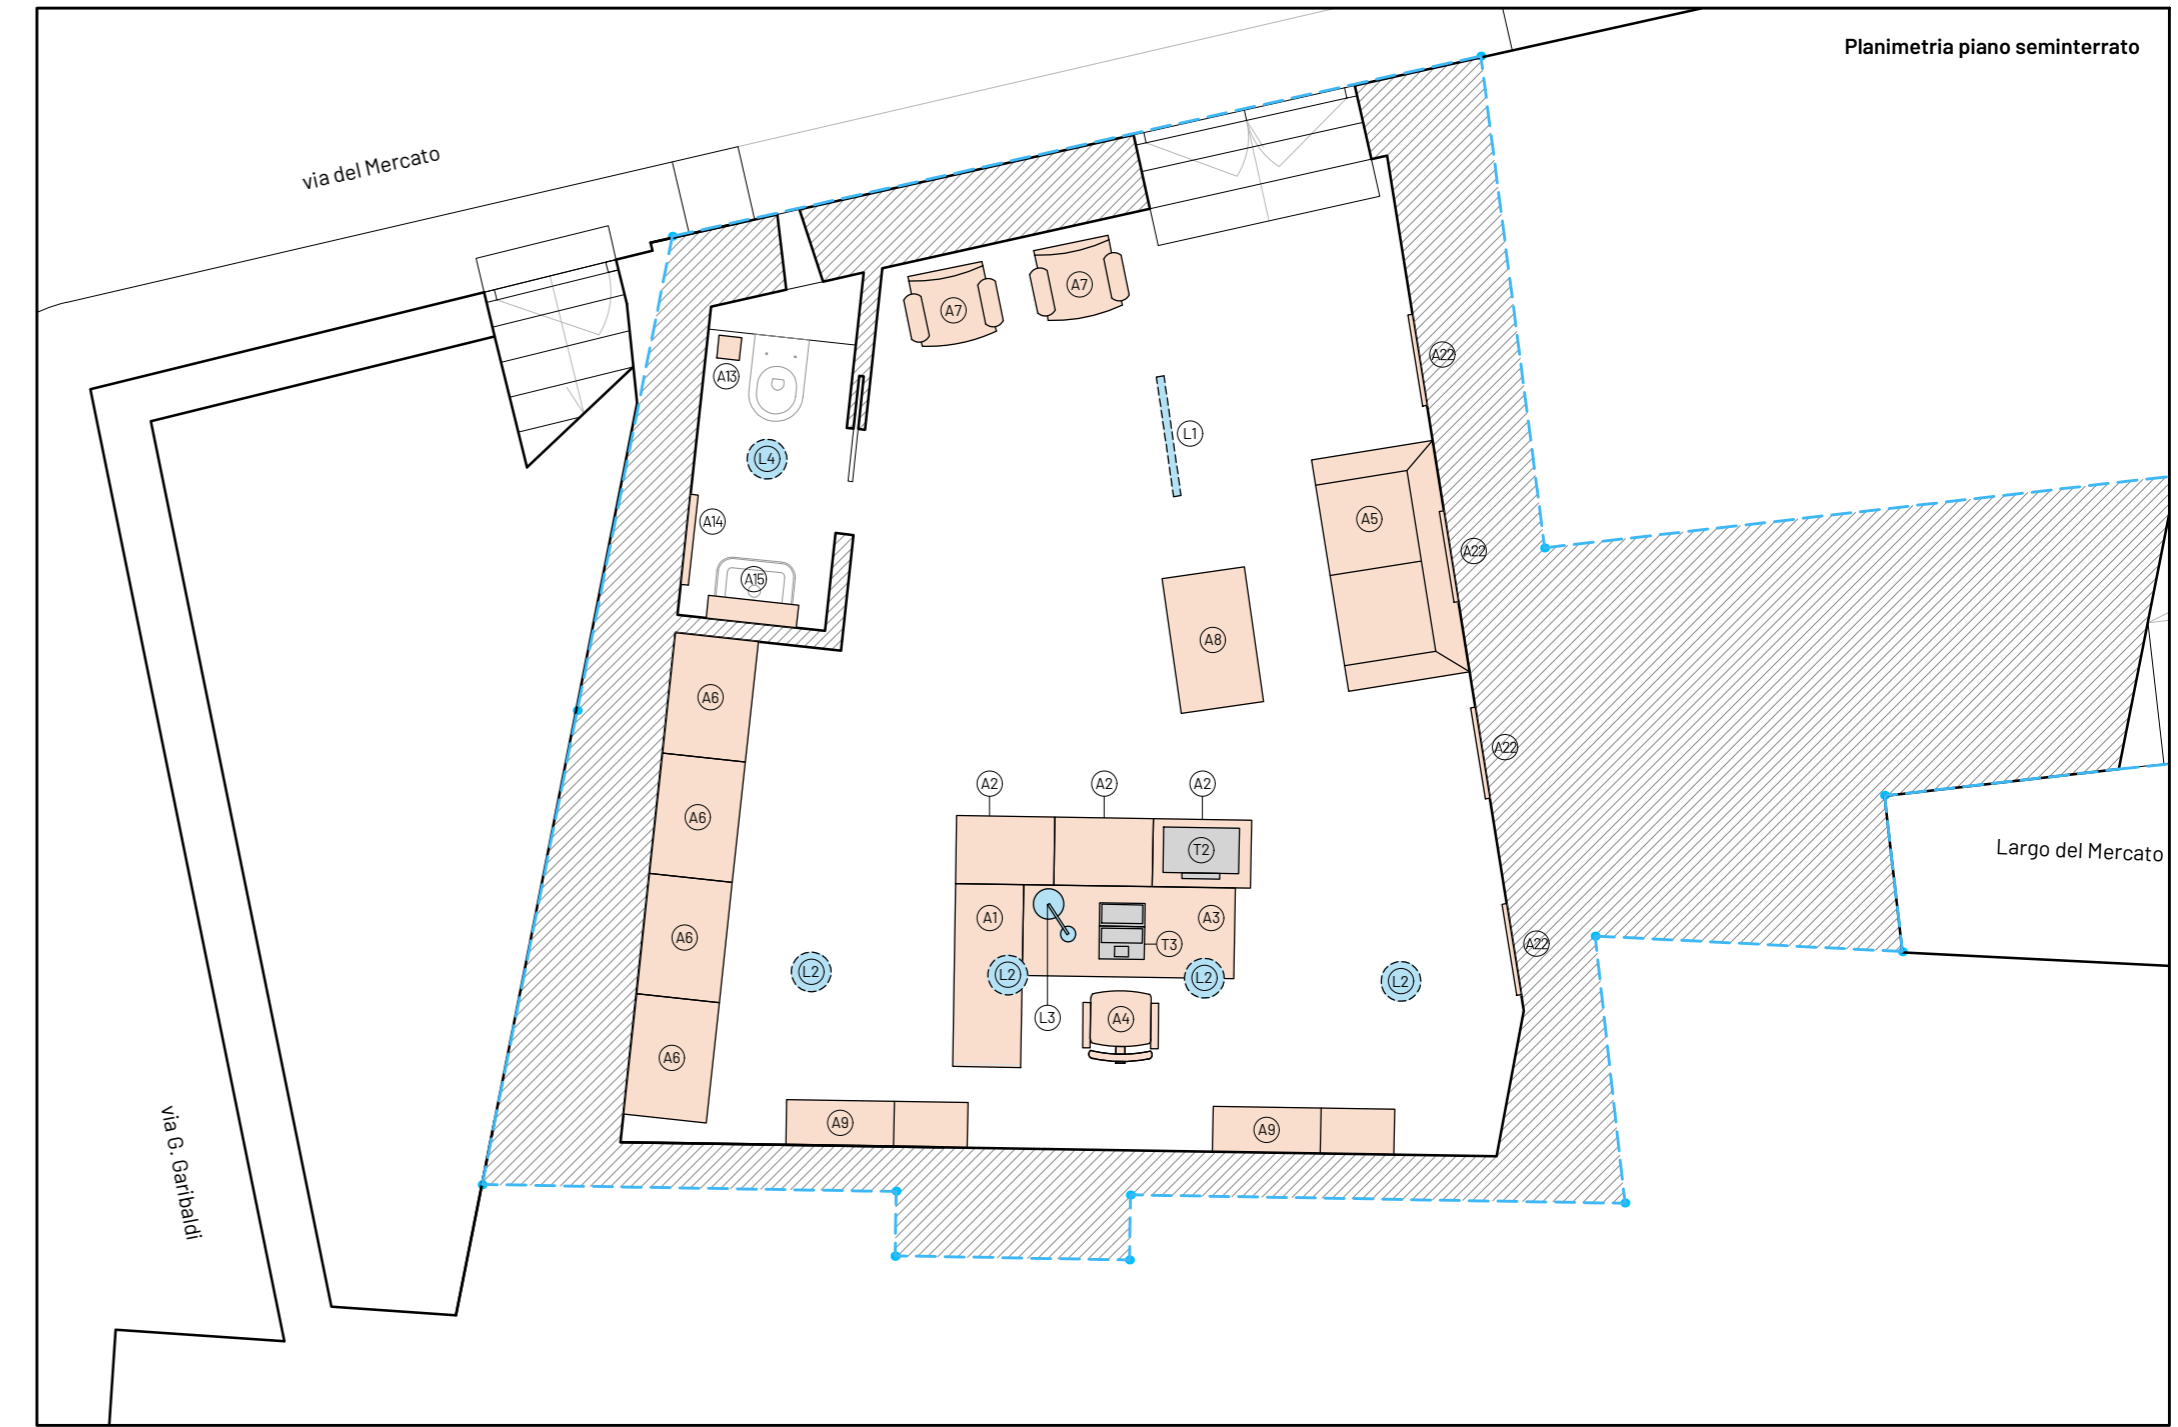 Planimetria piano seminterrato
via del Mercato
A7
A7
A22
A13
L1
L4
A5
A14
A22
A15
A8
A6
A22
A2
A2
A2
A6
T2
Largo del Mercato
A1
A3
A6
T3
A22
L2
L2
L2
L2
L3
A4
A6
A9
A9
via G. Garibaldi